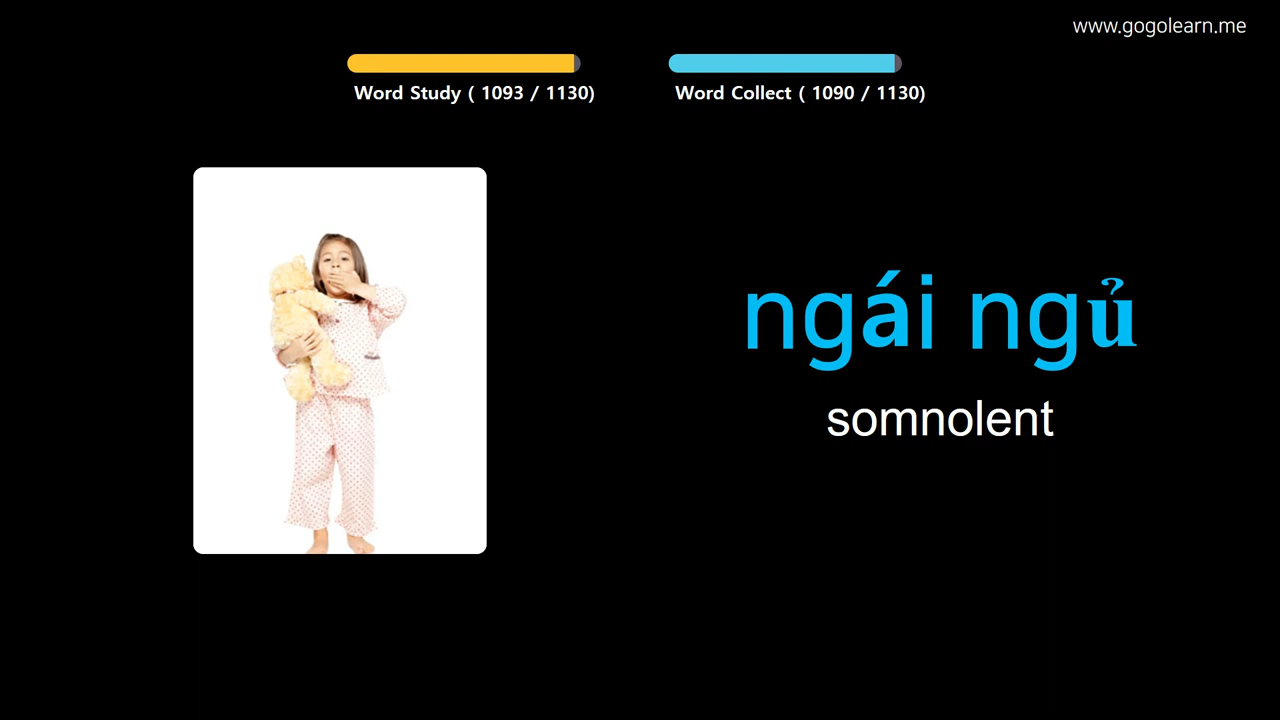 www.gogolearn.me
Word Study ( 1093 / 1130)
Word Collect ( 1090 / 1130)
ngái ngủ
somnolent